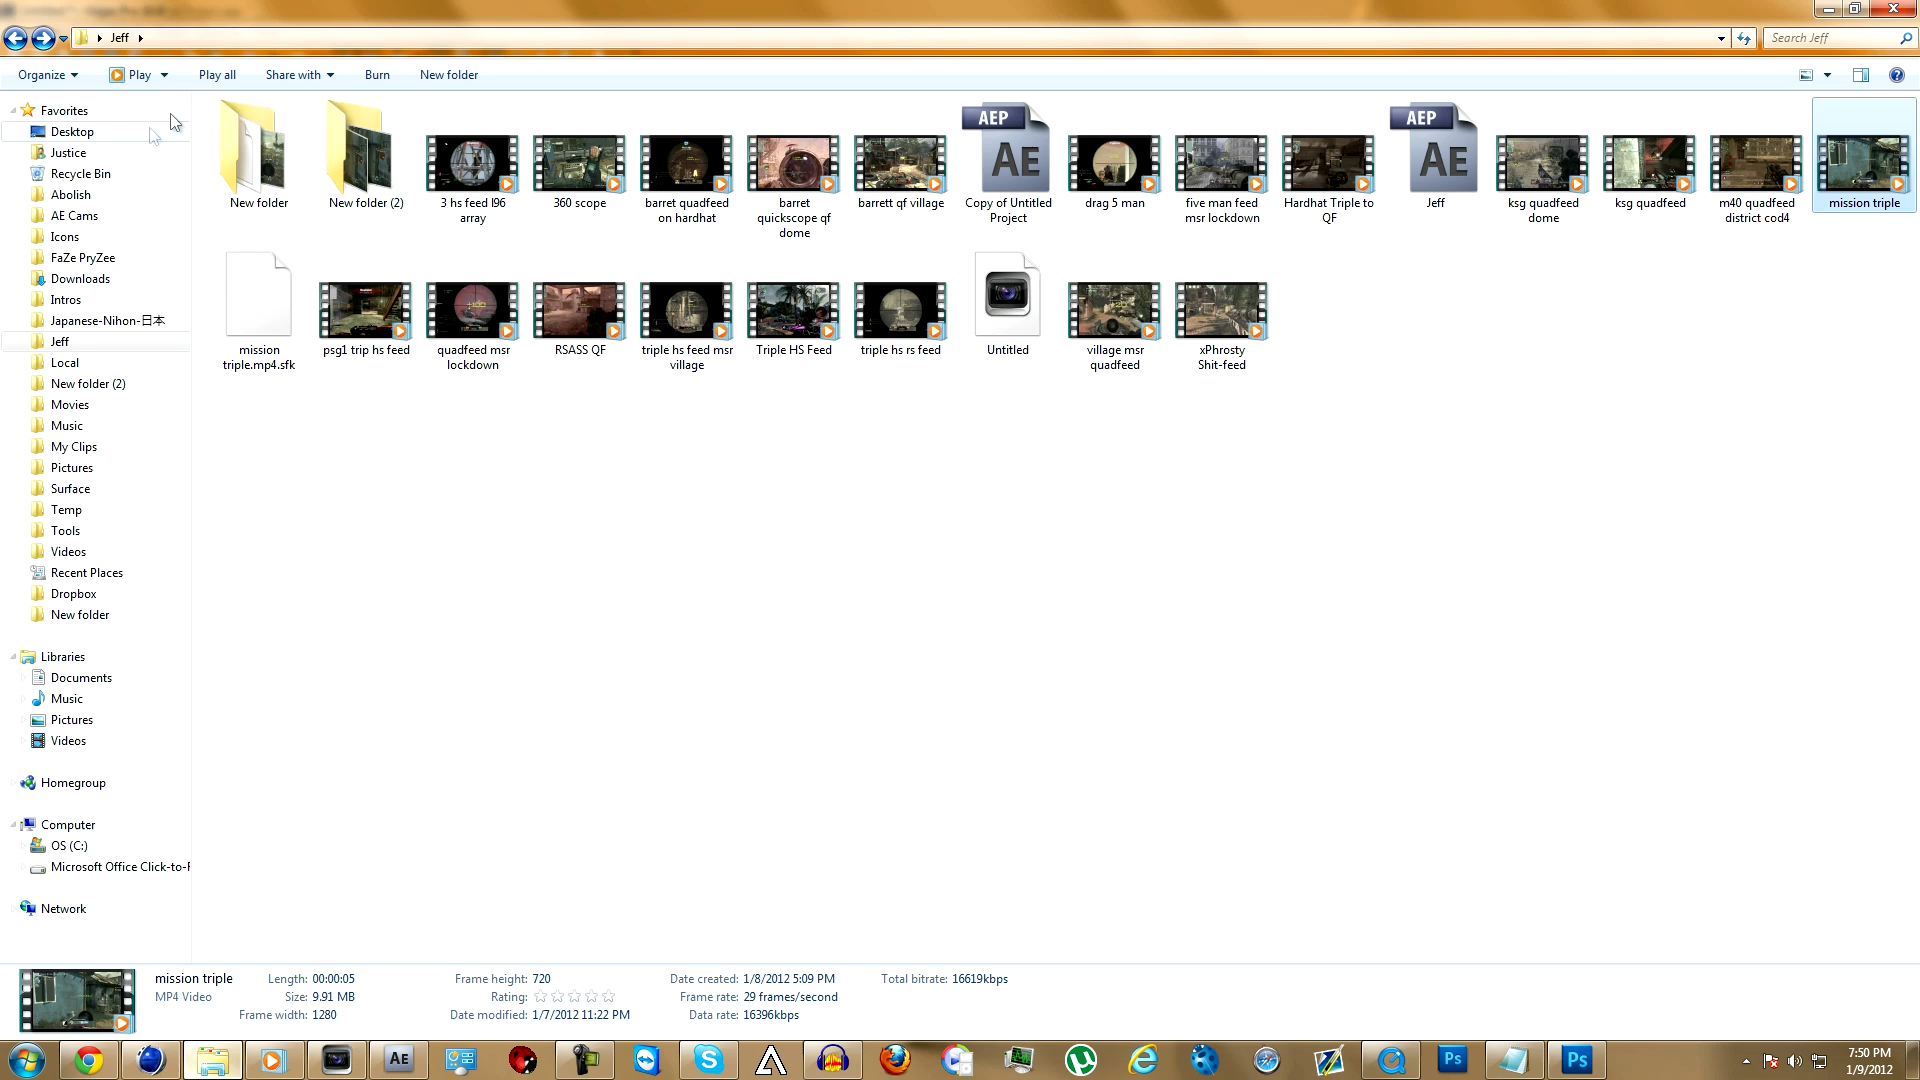 Jeff
Search Jeff
Organize Play Play all Share with Burn New folder
Favorites
Desktop
Justice
Recycle Bin
Abolish
AE Cams
Icons
FaZe PryZee
Downloads
Intros
Japanese-Nihon-日本
Jeff
Local
New folder (2)
Movies
Music
My Clips
Pictures
Surface
Temp
Tools
Videos
Recent Places
Dropbox
New folder
Libraries
Documents
Music
Pictures
Videos
Homegroup
Computer
OS (C:)
Microsoft Office Click-to-R
Network
New folder
New folder (2)
3 hs feed l96
array
360 scope
barret quadfeed
on hardhat
barret
quickscope qf
dome
barrett qf village
AEP
AE
Copy of Untitled
Project
drag 5 man
five man feed
msr lockdown
Hardhat Triple to
QF
AEP
AE
Jeff
ksg quadfeed
dome
ksg quadfeed
m40 quadfeed
district cod4
mission triple
mission
triple.mp4.sfk
psg1 trip hs feed
quadfeed msr
lockdown
RSASS QF
triple hs feed msr
village
Triple HS Feed
triple hs rs feed
Untitled
village msr
quadfeed
xPhrosty
Shit-feed
mission triple
MP4 Video
Length: 00:00:05
Size: 9.91 MB
Frame width: 1280
Frame height: 720
Rating:
Date modified: 1/7/2012 11:22 PM
Date created: 1/8/2012 5:09 PM
Frame rate: 29 frames/second
Data rate: 16396kbps
Total bitrate: 16619kbps
AE
Ps
Ps
7:50 PM
1/9/2012